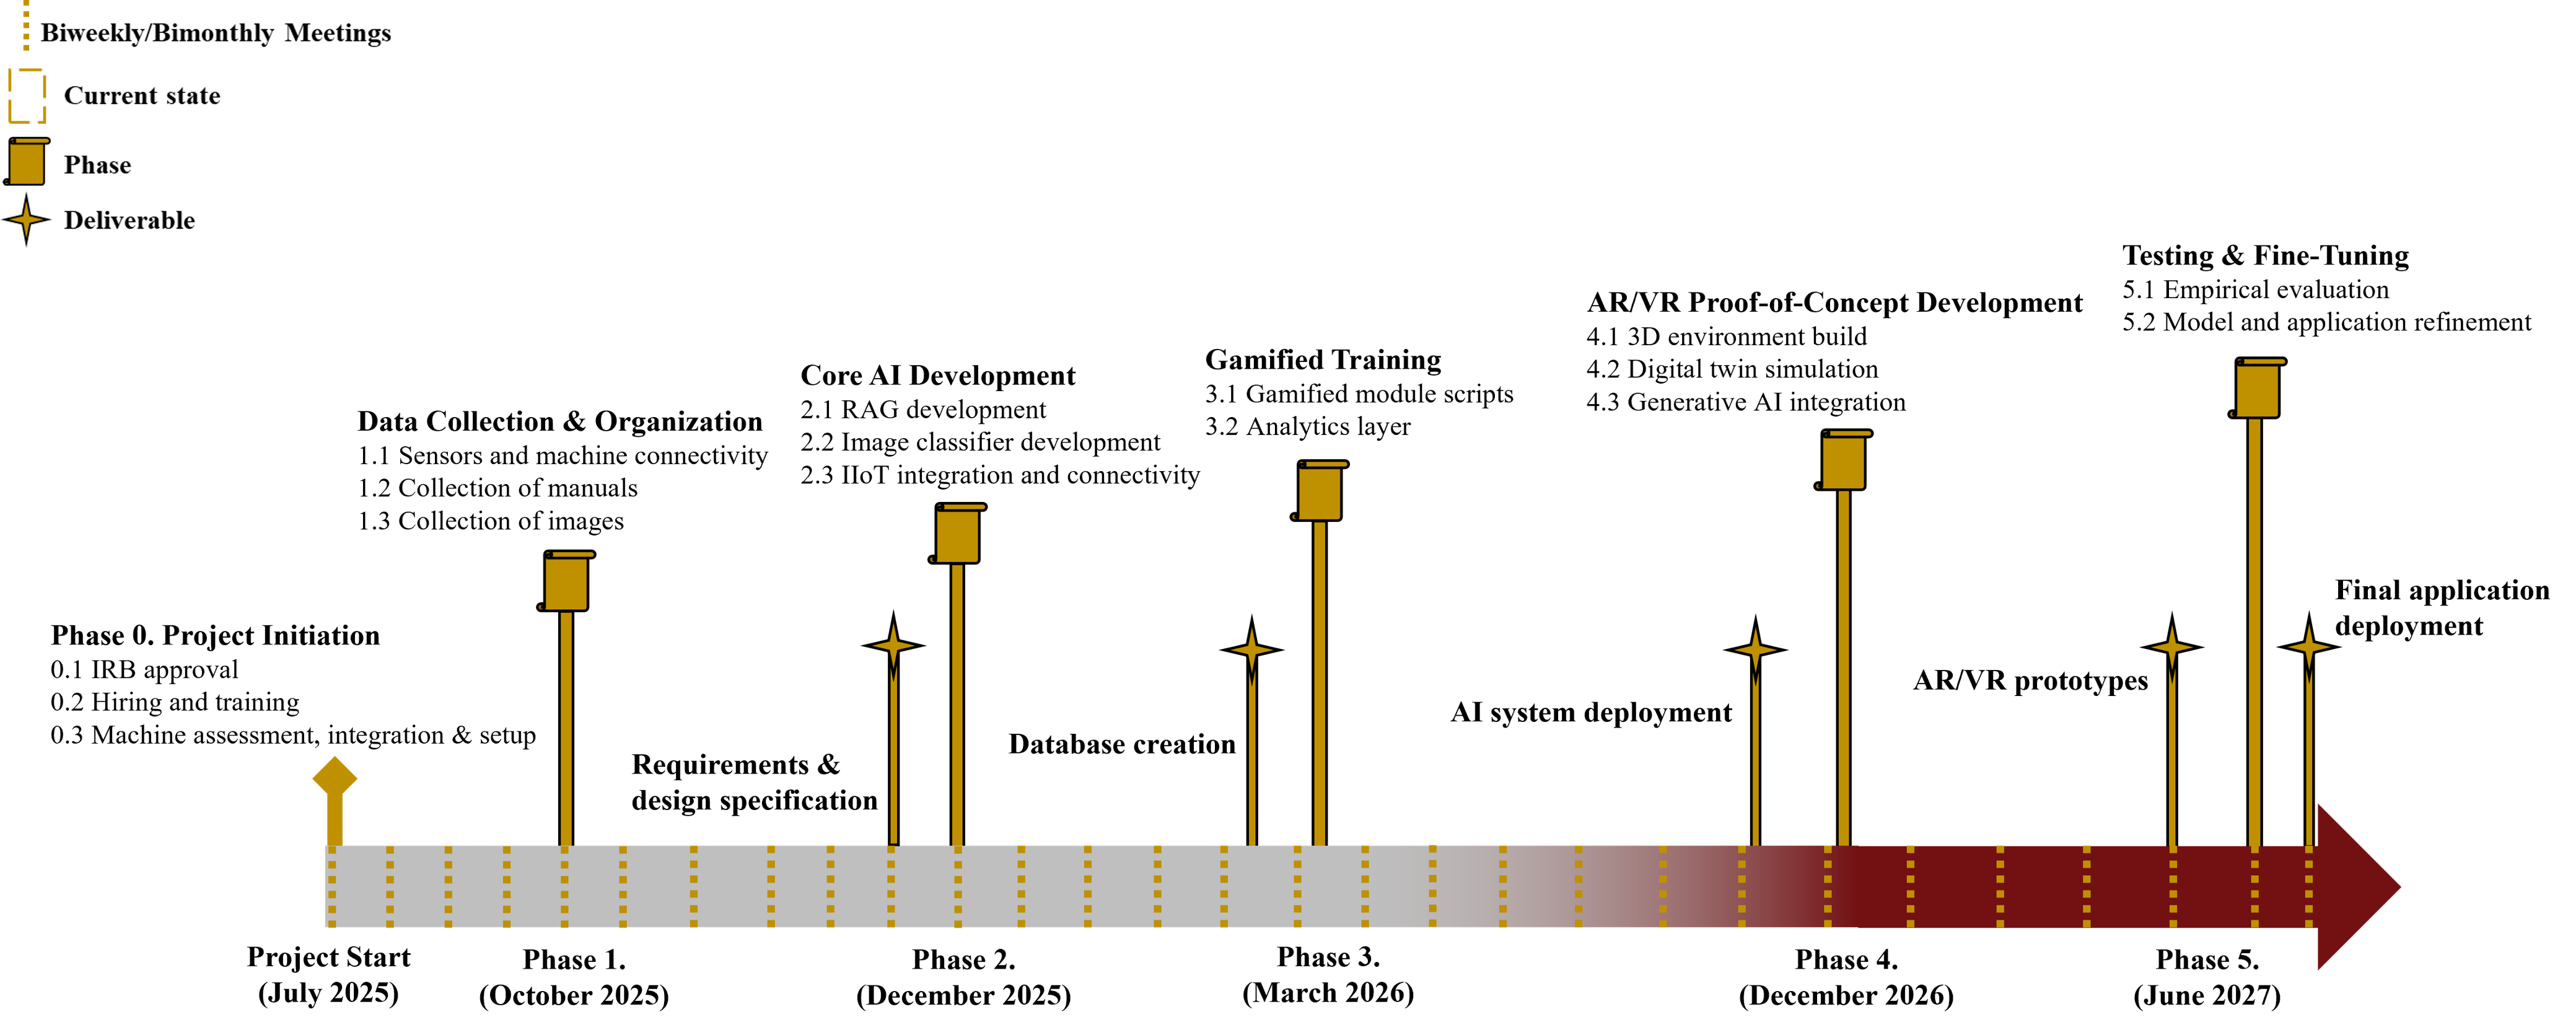 Biweekly/Bimonthly Meetings
Current state
Phase
Deliverable
Phase 0. Project Initiation
0.1 IRB approval
0.2 Hiring and training
0.3 Machine assessment, integration & setup
Data Collection & Organization
1.1 Sensors and machine connectivity
1.2 Collection of manuals
1.3 Collection of images
Requirements &
design specification
Core AI Development
2.1 RAG development
2.2 Image classifier development
2.3 IIoT integration and connectivity
Database creation
Gamified Training
3.1 Gamified module scripts
3.2 Analytics layer
AI system deployment
AR/VR Proof-of-Concept Development
4.1 3D environment build
4.2 Digital twin simulation
4.3 Generative AI integration
AR/VR prototypes
Testing & Fine-Tuning
5.1 Empirical evaluation
5.2 Model and application refinement
Final application
deployment
Project Start
(July 2025)
Phase 1.
(October 2025)
Phase 2.
(December 2025)
Phase 3.
(March 2026)
Phase 4.
(December 2026)
Phase 5.
(June 2027)